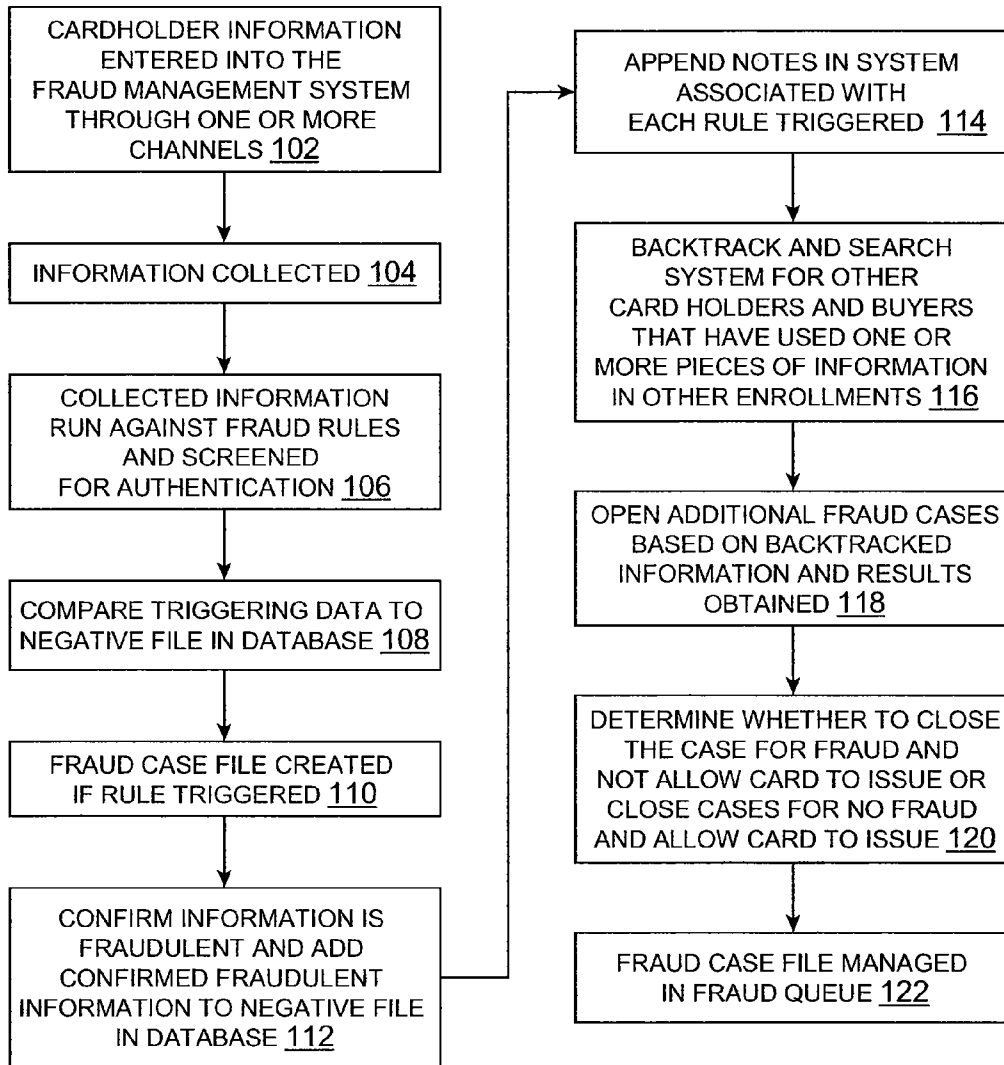 CARDHOLDER INFORMATION
ENTERED INTO THE
FRAUD MANAGEMENT SYSTEM
THROUGH ONE OR MORE
CHANNELS 102
INFORMATION COLLECTED 104
COLLECTED INFORMATION
RUN AGAINST FRAUD RULES
AND SCREENED
FOR AUTHENTICATION 106
COMPARE TRIGGERING DATA TO
NEGATIVE FILE IN DATABASE 108
FRAUD CASE FILE CREATED
IF RULE TRIGGERED 110
CONFIRM INFORMATION IS
FRAUDULENT AND ADD
CONFIRMED FRAUDULENT
INFORMATION TO NEGATIVE FILE
IN DATABASE 112
APPEND NOTES IN SYSTEM
ASSOCIATED WITH
EACH RULE TRIGGERED 114
BACKTRACK AND SEARCH
SYSTEM FOR OTHER
CARD HOLDERS AND BUYERS
THAT HAVE USED ONE OR
MORE PIECES OF INFORMATION
IN OTHER ENROLLMENTS 116
OPEN ADDITIONAL FRAUD CASES
BASED ON BACKTRACKED
INFORMATION AND RESULTS
OBTAINED 118
DETERMINE WHETHER TO CLOSE
THE CASE FOR FRAUD AND
NOT ALLOW CARD TO ISSUE OR
CLOSE CASES FOR NO FRAUD
AND ALLOW CARD TO ISSUE 120
FRAUD CASE FILE MANAGED
IN FRAUD QUEUE 122